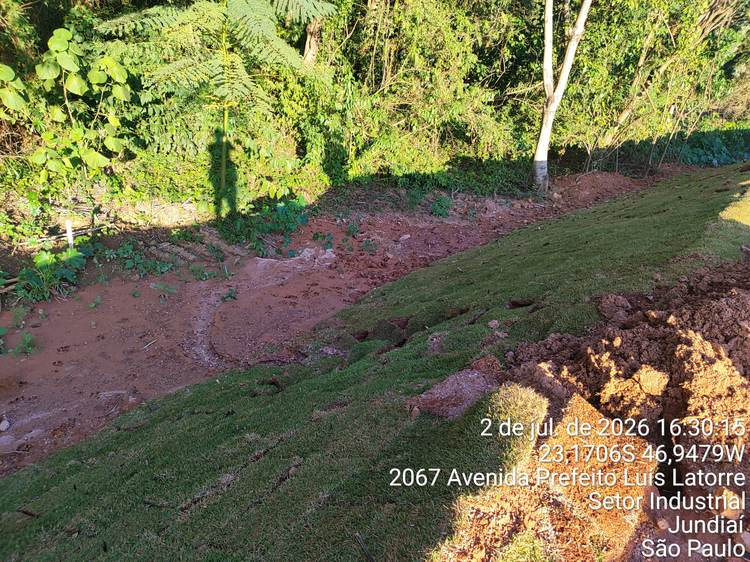 2 de jul. de 2026 16:30:15
23,1706S 46,9479W
2067 Avenida Prefeito Luís Latorre
Setor Industrial
Jundiaí
São Paulo